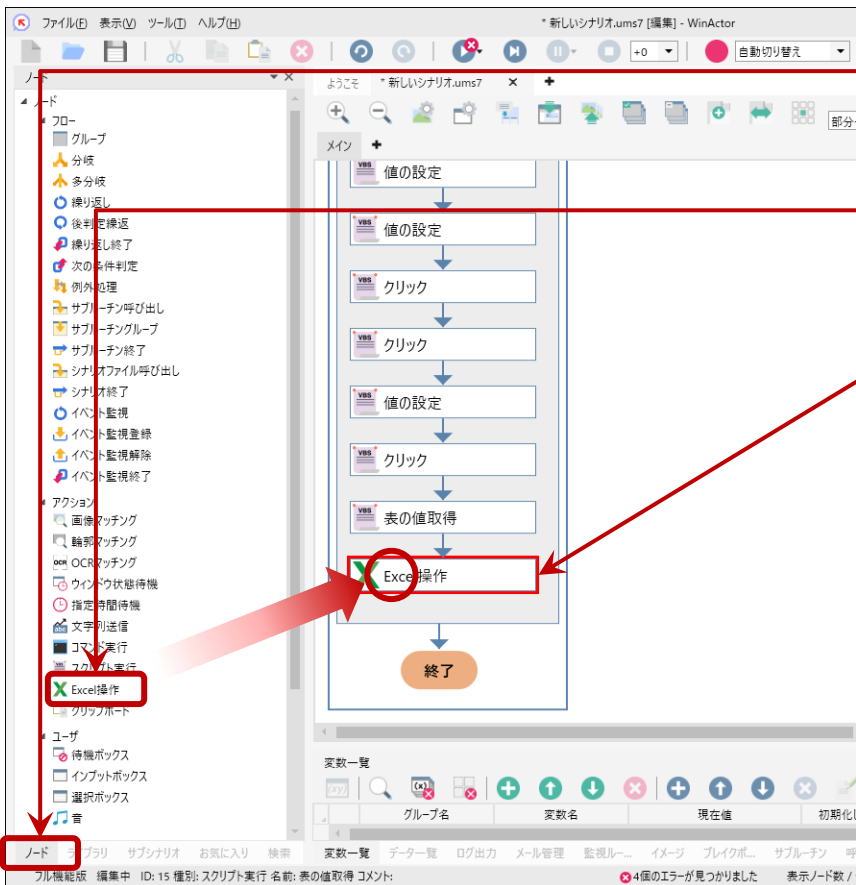 ファイル(F) 表示(V) ツール(T) ヘルプ(H)
* 新しいシナリオ.ums7 [編集] - WinActor
+0
自動切り替え
ノード
ようこそ
* 新しいシナリオ.ums7
ノード
フロー
グループ
分岐
多分岐
繰り返し
後判定繰返
繰り返し終了
次の条件判定
例外処理
サブルーチン呼び出し
サブルーチングループ
サブルーチン終了
シナリオファイル呼び出し
シナリオ終了
イベント監視
イベント監視登録
イベント監視解除
イベント監視終了
アクション
画像マッチング
輪郭マッチング
OCR OCRマッチング
ウィンドウ状態待機
指定時間待機
abc 文字列送信
コマンド実行
VBS スクリプト実行
Excel操作
クリップボード
ユーザ
待機ボックス
インプットボックス
選択ボックス
音
ノード ライブラリ サブシナリオ お気に入り 検索
部分
メイン
VBS 値の設定
VBS 値の設定
VBS クリック
VBS クリック
VBS 値の設定
VBS クリック
VBS 表の値取得
Excel操作
終了
変数一覧
グループ名 変数名 現在値 初期化し
変数一覧 データ一覧 ログ出力 メール管理 監視ルー... イメージ ブレイクポ... サブルーチン 呼
フル機能版 編集中 ID: 15 種別: スクリプト実行 名前: 表の値取得 コメント:
4個のエラーが見つかりました 表示ノード数 /